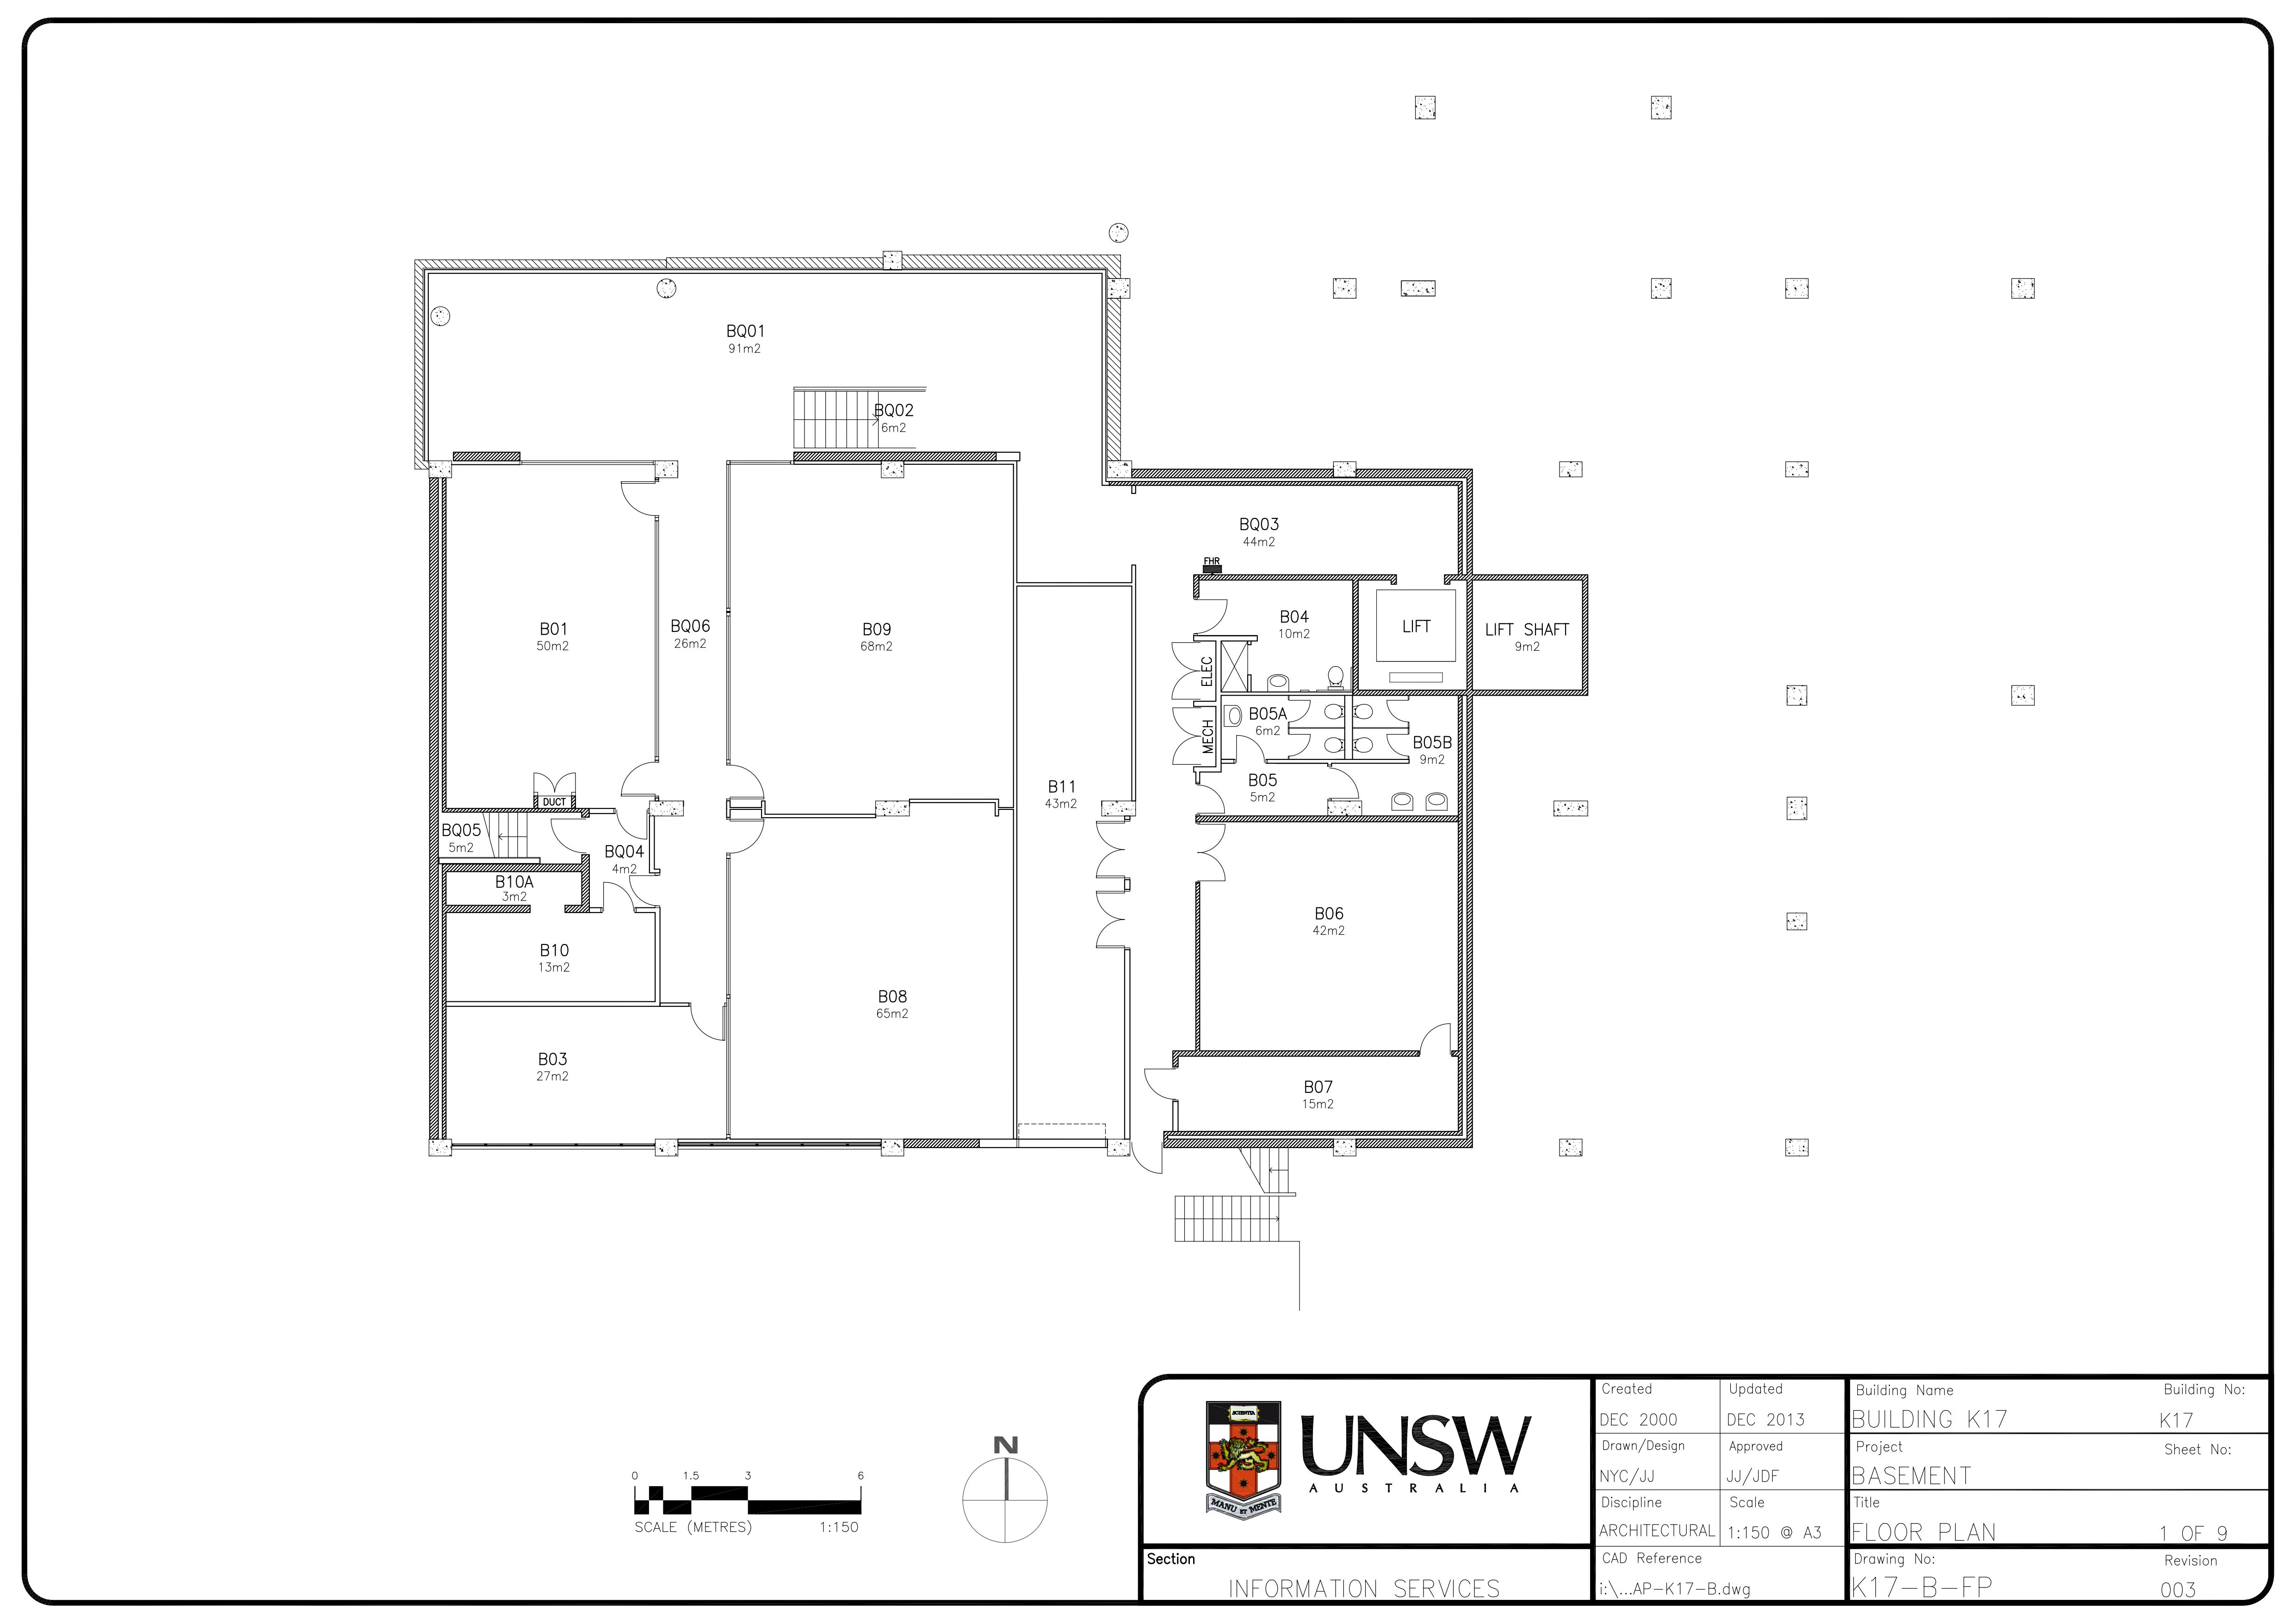 BQ01
91m2
BQ02
6m2
BQ03
44m2
FHR
B01
50m2
BQ06
26m2
B09
68m2
B04
10m2
LIFT
LIFT SHAFT
9m2
ELEC
MECH
B05A
6m2
B05B
9m2
B05
5m2
B11
43m2
DUCT
BQ05
5m2
BQ04
4m2
B10A
3m2
B10
13m2
B06
42m2
B08
65m2
B03
27m2
B07
15m2
N
0 1.5 3 6
SCALE (METRES) 1:150
SCIENTIA
MANU ET MENTE
UNSW
AUSTRALIA
Section
INFORMATION SERVICES
Created Updated
DEC 2000 DEC 2013
Drawn/Design Approved
NYC/JJ JJ/JDF
Discipline Scale
ARCHITECTURAL 1:150 @ A3
CAD Reference
i:\...AP-K17-B.dwg
Building Name Building No:
BUILDING K17 K17
Project Sheet No:
BASEMENT
Title
FLOOR PLAN 1 OF 9
Drawing No: Revision
K17-B-FP 003